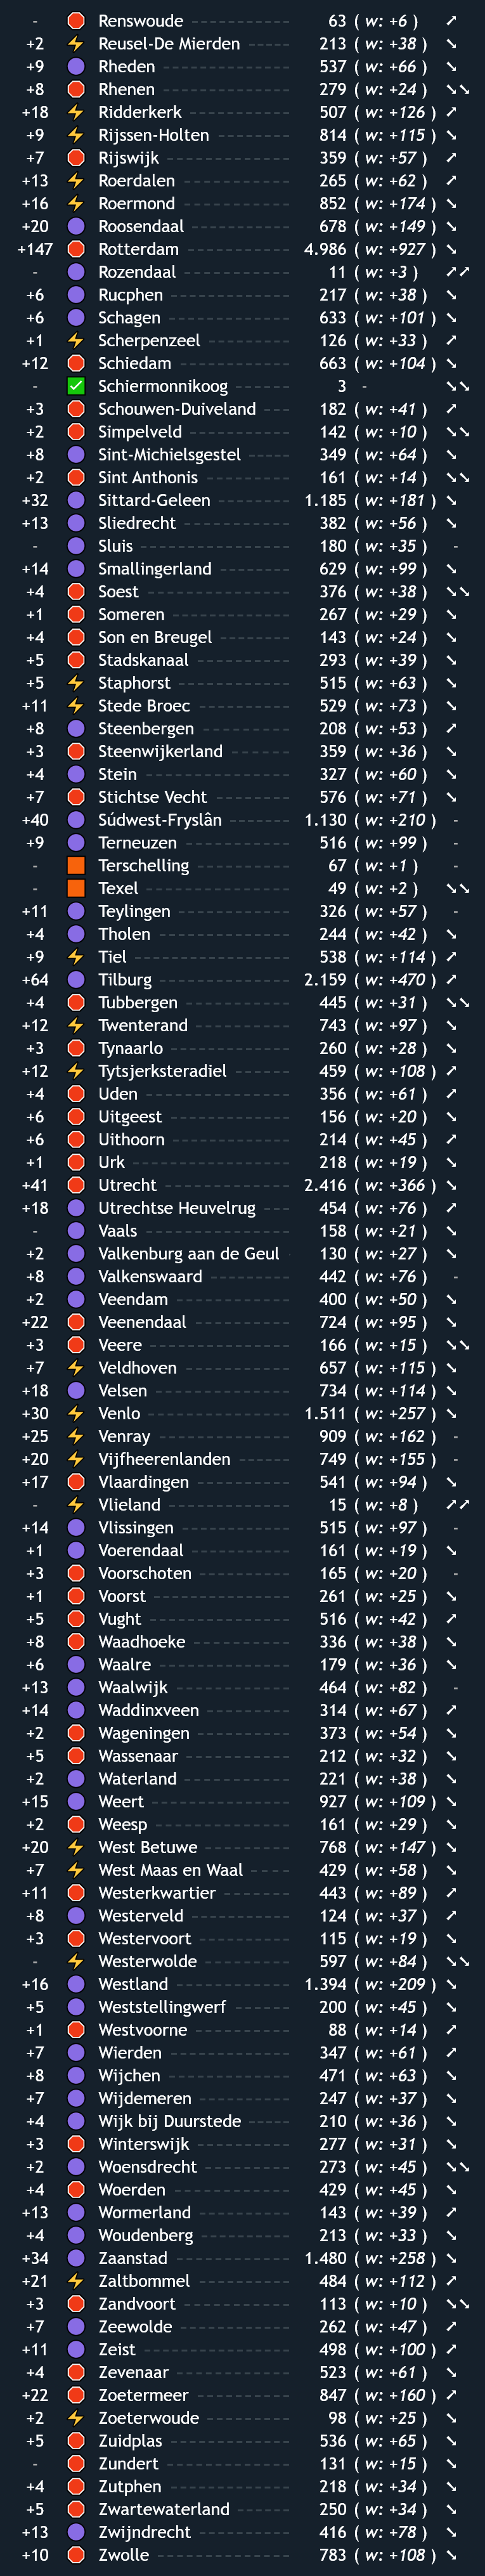 - Renswoude 63 ( w: +6 ) ➚
+2 ⚡ Reusel-De Mierden 213 ( w: +38 ) ➘
+9 Rheden 537 ( w: +66 ) ➘
+8 Rhenen 279 ( w: +24 ) ➘➘
+18 ⚡ Ridderkerk 507 ( w: +126 ) ➚
+9 ⚡ Rijssen-Holten 814 ( w: +115 ) ➘
+7 Rijswijk 359 ( w: +57 ) ➚
+13 ⚡ Roerdalen 265 ( w: +62 ) ➚
+16 ⚡ Roermond 852 ( w: +174 ) ➘
+20 Roosendaal 678 ( w: +149 ) ➘
+147 Rotterdam 4.986 ( w: +927 ) ➘
- Rozendaal 11 ( w: +3 ) ➚➚
+6 Rucphen 217 ( w: +38 ) ➘
+6 Schagen 633 ( w: +101 ) ➘
+1 ⚡ Scherpenzeel 126 ( w: +33 ) ➚
+12 Schiedam 663 ( w: +104 ) ➘
- ✅ Schiermonnikoog 3 - ➘➘
+3 Schouwen-Duiveland 182 ( w: +41 ) ➚
+2 Simpelveld 142 ( w: +10 ) ➘➘
+8 Sint-Michielsgestel 349 ( w: +64 ) ➘
+2 Sint Anthonis 161 ( w: +14 ) ➘➘
+32 Sittard-Geleen 1.185 ( w: +181 ) ➘
+13 Sliedrecht 382 ( w: +56 ) ➘
- Sluis 180 ( w: +35 ) -
+14 Smallingerland 629 ( w: +99 ) ➘
+4 Soest 376 ( w: +38 ) ➘➘
+1 Someren 267 ( w: +29 ) ➘
+4 Son en Breugel 143 ( w: +24 ) ➘
+5 Stadskanaal 293 ( w: +39 ) ➘
+5 ⚡ Staphorst 515 ( w: +63 ) ➘
+11 ⚡ Stede Broec 529 ( w: +73 ) ➘
+8 Steenbergen 208 ( w: +53 ) ➚
+3 Steenwijkerland 359 ( w: +36 ) ➘
+4 Stein 327 ( w: +60 ) ➘
+7 Stichtse Vecht 576 ( w: +71 ) ➘
+40 Súdwest-Fryslân 1.130 ( w: +210 ) -
+9 Terneuzen 516 ( w: +99 ) -
- Terschelling 67 ( w: +1 ) -
- Texel 49 ( w: +2 ) ➘➘
+11 Teylingen 326 ( w: +57 ) -
+4 Tholen 244 ( w: +42 ) ➘
+9 ⚡ Tiel 538 ( w: +114 ) ➚
+64 Tilburg 2.159 ( w: +470 ) ➚
+4 Tubbergen 445 ( w: +31 ) ➘➘
+12 ⚡ Twenterand 743 ( w: +97 ) ➘
+3 Tynaarlo 260 ( w: +28 ) ➘
+12 ⚡ Tytsjerksteradiel 459 ( w: +108 ) ➚
+4 Uden 356 ( w: +61 ) ➚
+6 Uitgeest 156 ( w: +20 ) ➘
+6 Uithoorn 214 ( w: +45 ) ➚
+1 Urk 218 ( w: +19 ) ➘
+41 Utrecht 2.416 ( w: +366 ) ➘
+18 Utrechtse Heuvelrug 454 ( w: +76 ) ➚
- Vaals 158 ( w: +21 ) ➘
+2 Valkenburg aan de Geul 130 ( w: +27 ) ➘
+8 Valkenswaard 442 ( w: +76 ) -
+2 Veendam 400 ( w: +50 ) ➘
+22 Veenendaal 724 ( w: +95 ) ➘
+3 Veere 166 ( w: +15 ) ➘➘
+7 ⚡ Veldhoven 657 ( w: +115 ) ➘
+18 Velsen 734 ( w: +114 ) ➘
+30 ⚡ Venlo 1.511 ( w: +257 ) ➘
+25 ⚡ Venray 909 ( w: +162 ) -
+20 ⚡ Vijfheerenlanden 749 ( w: +155 ) -
+17 Vlaardingen 541 ( w: +94 ) ➘
- ⚡ Vlieland 15 ( w: +8 ) ➚➚
+14 Vlissingen 515 ( w: +97 ) -
+1 Voerendaal 161 ( w: +19 ) ➘
+3 Voorschoten 165 ( w: +20 ) -
+1 Voorst 261 ( w: +25 ) ➘
+5 Vught 516 ( w: +42 ) ➚
+8 Waadhoeke 336 ( w: +38 ) ➘
+6 Waalre 179 ( w: +36 ) ➘
+13 Waalwijk 464 ( w: +82 ) -
+14 Waddinxveen 314 ( w: +67 ) ➚
+2 Wageningen 373 ( w: +54 ) ➘
+5 Wassenaar 212 ( w: +32 ) ➘
+2 Waterland 221 ( w: +38 ) ➘
+15 Weert 927 ( w: +109 ) ➘
+2 Weesp 161 ( w: +29 ) ➘
+20 ⚡ West Betuwe 768 ( w: +147 ) ➘
+7 ⚡ West Maas en Waal 429 ( w: +58 ) ➘
+11 Westerkwartier 443 ( w: +89 ) ➚
+8 Westerveld 124 ( w: +37 ) ➚
+3 Westervoort 115 ( w: +19 ) ➘
- ⚡ Westerwolde 597 ( w: +84 ) ➘➘
+16 Westland 1.394 ( w: +209 ) ➘
+5 Weststellingwerf 200 ( w: +45 ) ➘
+1 Westvoorne 88 ( w: +14 ) ➚
+7 Wierden 347 ( w: +61 ) ➚
+8 Wijchen 471 ( w: +63 ) ➘
+7 Wijdemeren 247 ( w: +37 ) ➘
+4 Wijk bij Duurstede 210 ( w: +36 ) ➘
+3 Winterswijk 277 ( w: +31 ) ➘
+2 Woensdrecht 273 ( w: +45 ) ➘➘
+4 Woerden 429 ( w: +45 ) ➘
+13 Wormerland 143 ( w: +39 ) ➚
+4 Woudenberg 213 ( w: +33 ) ➘
+34 Zaanstad 1.480 ( w: +258 ) ➘
+21 ⚡ Zaltbommel 484 ( w: +112 ) ➚
+3 Zandvoort 113 ( w: +10 ) ➘➘
+7 Zeewolde 262 ( w: +47 ) ➚
+11 Zeist 498 ( w: +100 ) ➚
+4 Zevenaar 523 ( w: +61 ) ➘
+22 Zoetermeer 847 ( w: +160 ) ➚
+2 ⚡ Zoeterwoude 98 ( w: +25 ) ➘
+5 Zuidplas 536 ( w: +65 ) ➘
- Zundert 131 ( w: +15 ) ➘
+4 Zutphen 218 ( w: +34 ) ➘
+5 Zwartewaterland 250 ( w: +34 ) ➘
+13 Zwijndrecht 416 ( w: +78 ) ➘
+10 Zwolle 783 ( w: +108 ) ➘